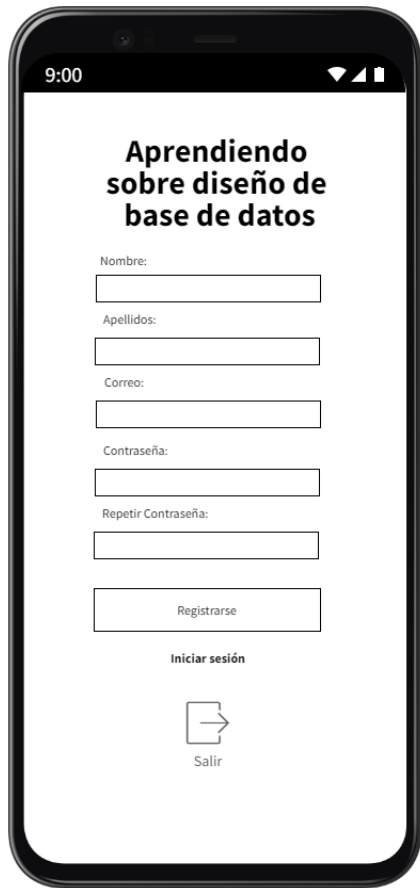 9:00
Aprendiendo
sobre diseño de
base de datos
Nombre:
Apellidos:
Correo:
Contraseña:
Repetir Contraseña:
Registrarse
Iniciar sesión
Salir